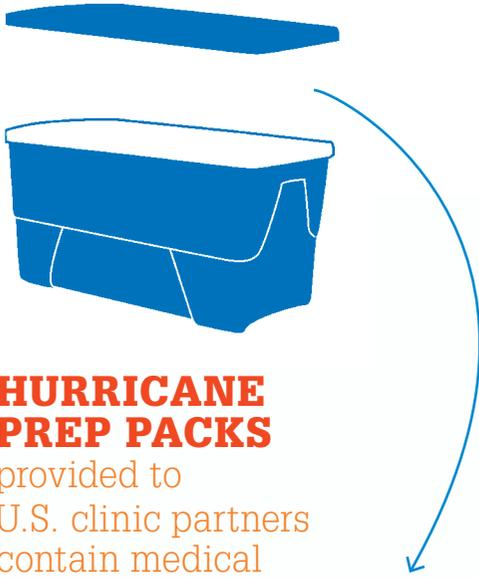 HURRICANE
PREP PACKS
provided to
U.S. clinic partners
contain medical